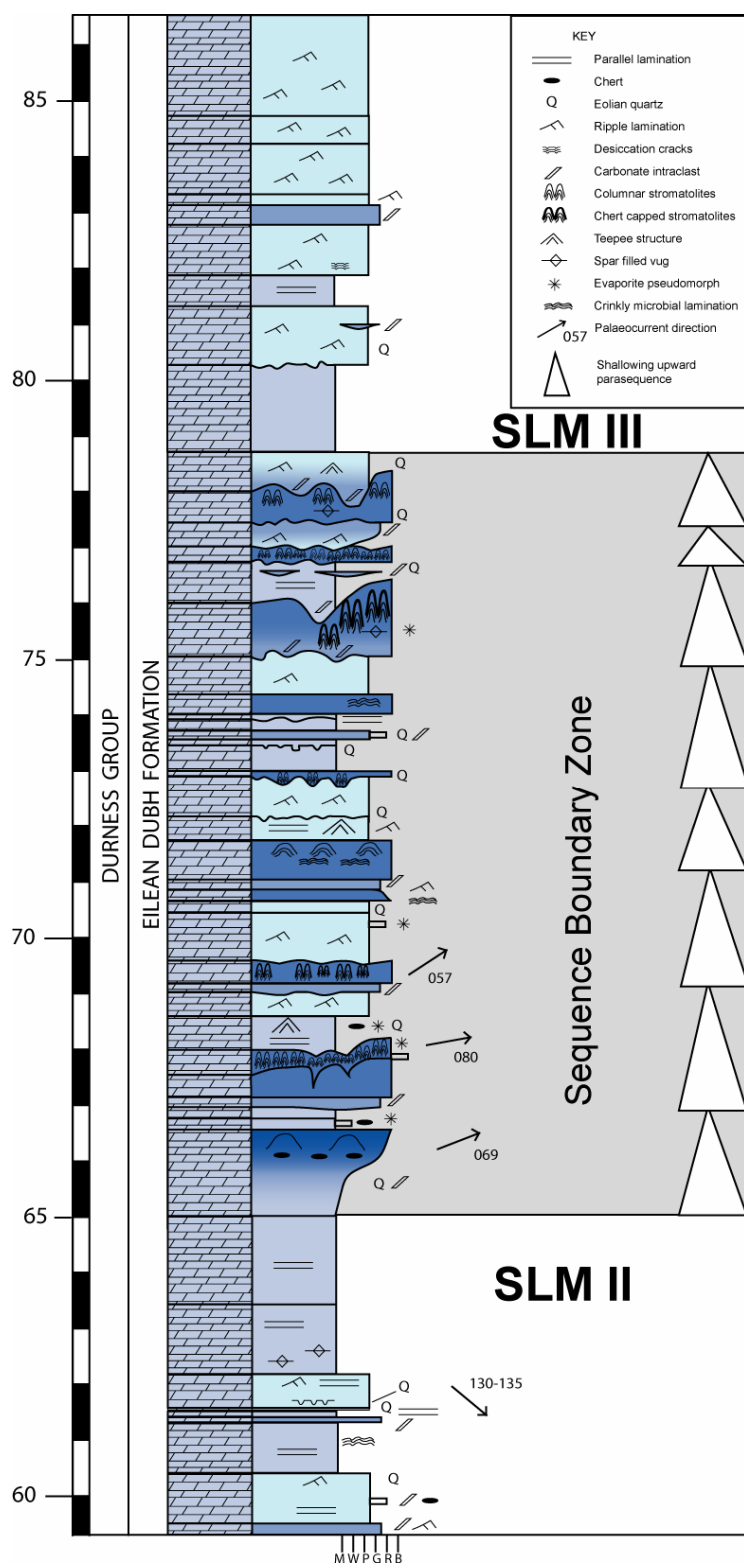 KEY
Parallel lamination
Chert
Q Eolian quartz
Ripple lamination
Desiccation cracks
Carbonate intraclast
Columnar stromatolites
Chert capped stromatolites
Teepee structure
Spar filled vug
Evaporite pseudomorph
Crinkly microbial lamination
057 Palaeocurrent direction
Shallowing upward
parasequence
85
Q
80
SLM III
Q
Q
Q
75
Q
Q
Q
Q
Q
70
057
Q
080
Q
069
65
Sequence Boundary Zone
DURNESS GROUP
EILEAN DUBH FORMATION
SLM II
130-135
Q
Q
Q
60
M W P G R B